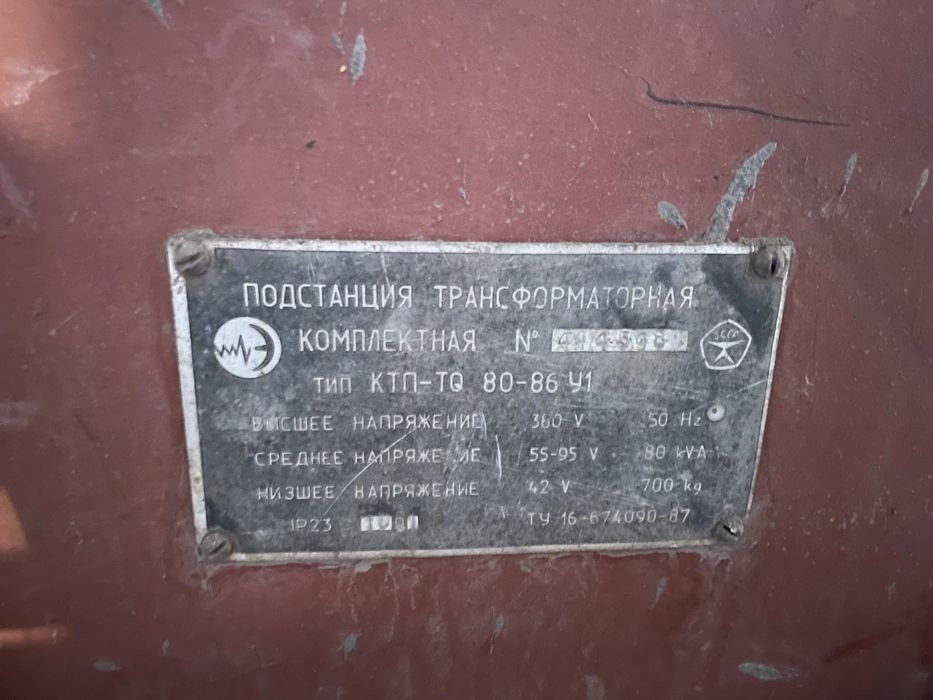 ПОДСТАНЦИЯ ТРАНСФОРМАТОРНАЯ
КОМПЛЕКТНАЯ №
СССР
ТИП КТП-ТО 80-86 У1
ВЫСШЕЕ НАПРЯЖЕНИЕ 380 V 50 Hz
СРЕДНЕЕ НАПРЯЖЕНИЕ 55-95 V 80 kVA
НИЗШЕЕ НАПРЯЖЕНИЕ 42 V 700 kg
IP23 ТУ 16-674090-87